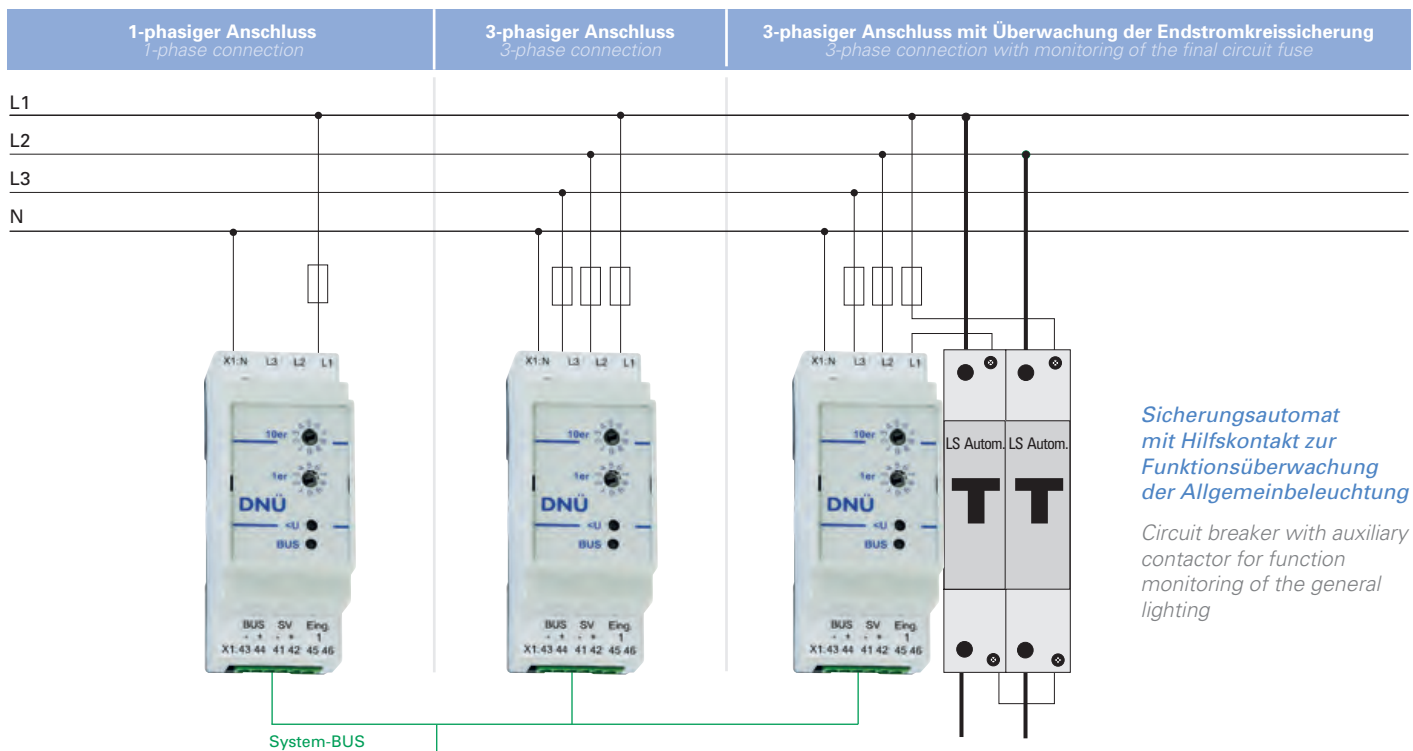 1-phasiger Anschluss
1-phase connection
3-phasiger Anschluss
3-phase connection
3-phasiger Anschluss mit Überwachung der Endstromkreissicherung
3-phase connection with monitoring of the final circuit fuse
L1
L2
L3
N
X1:N L3 L2 L1
10er
1er
DNÜ
<U
BUS
BUS SV Eing.
- + - + 1
X1:43 44 41 42 45 46
X1:N L3 L2 L1
10er
1er
DNÜ
<U
BUS
BUS SV Eing.
- + - + 1
X1:43 44 41 42 45 46
X1:N L3 L2 L1
10er
1er
DNÜ
<U
BUS
BUS SV Eing.
- + - + 1
X1:43 44 41 42 45 46
LS Autom. LS Autom.
Sicherungsautomat
mit Hilfskontakt zur
Funktionsüberwachung
der Allgemeinbeleuchtung
Circuit breaker with auxiliary
contactor for function
monitoring of the general
lighting
System-BUS